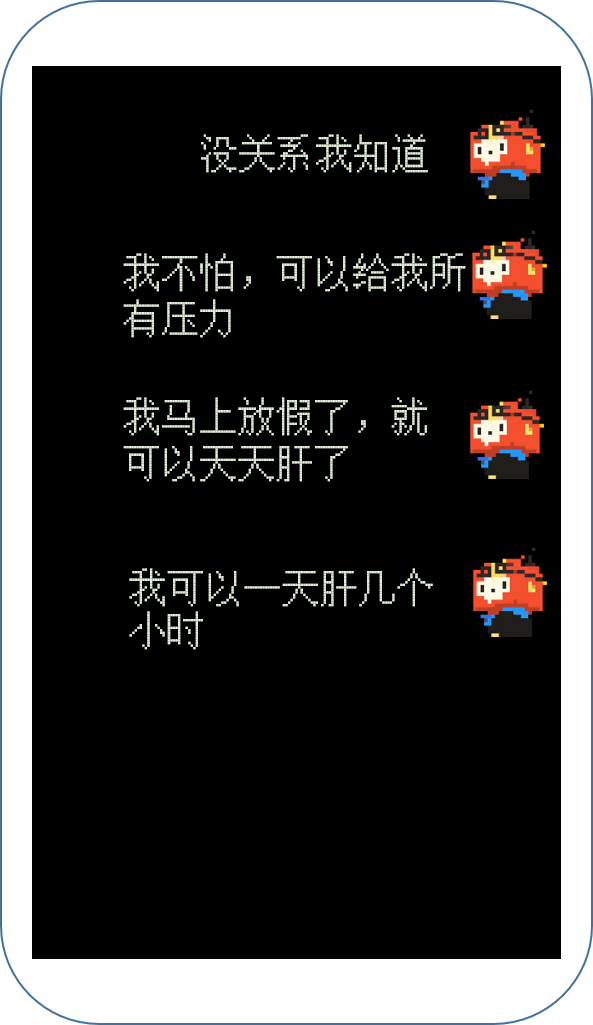 没关系我知道
我不怕，可以给我所
有压力
我马上放假了，就
可以天天肝了
我可以一天肝几个
小时